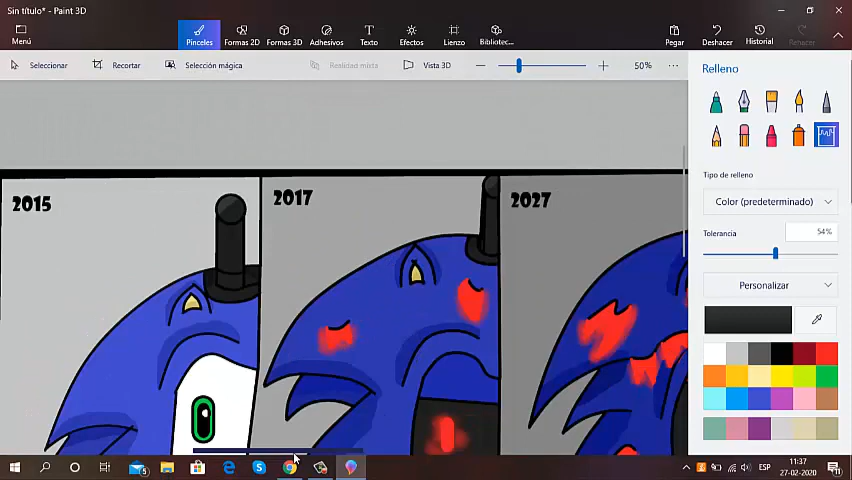 Sin título* - Paint 3D
Menú
Pinceles
Formas 2D
Formas 3D
Adhesivos
Texto
Efectos
Lienzo
Bibliotec...
Pegar
Deshacer
Historial
Rehacer
Seleccionar
Recortar
Selección mágica
Realidad mixta
Vista 3D
50%
Relleno
Tipo de relleno
Color (predeterminado)
Tolerancia
54%
Personalizar
2015
2017
2027
5
ESP
11:37
27-02-2020
11